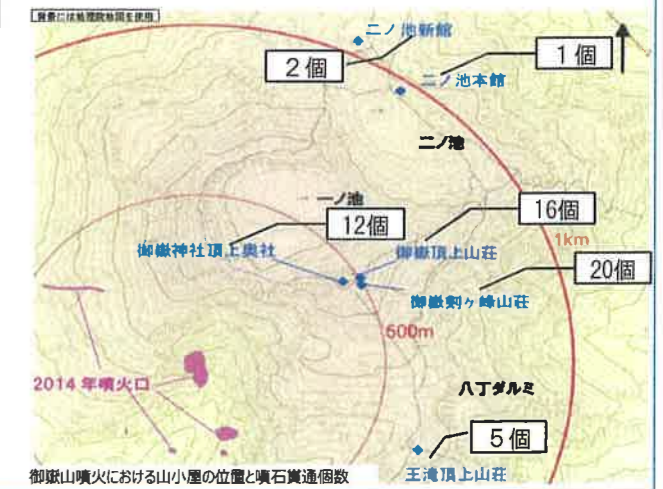 背景には地理院地図を使用
二ノ池新館
2個
1個
二ノ池本館
二ノ池
一ノ池
12個
16個
1km
御嶽神社頂上奥社
御嶽頂上山荘
20個
御嶽剣ヶ峰山荘
500m
2014年噴火口
八丁ダルミ
5個
王滝頂上山荘
御嶽山噴火における山小屋の位置と噴石貫通個数